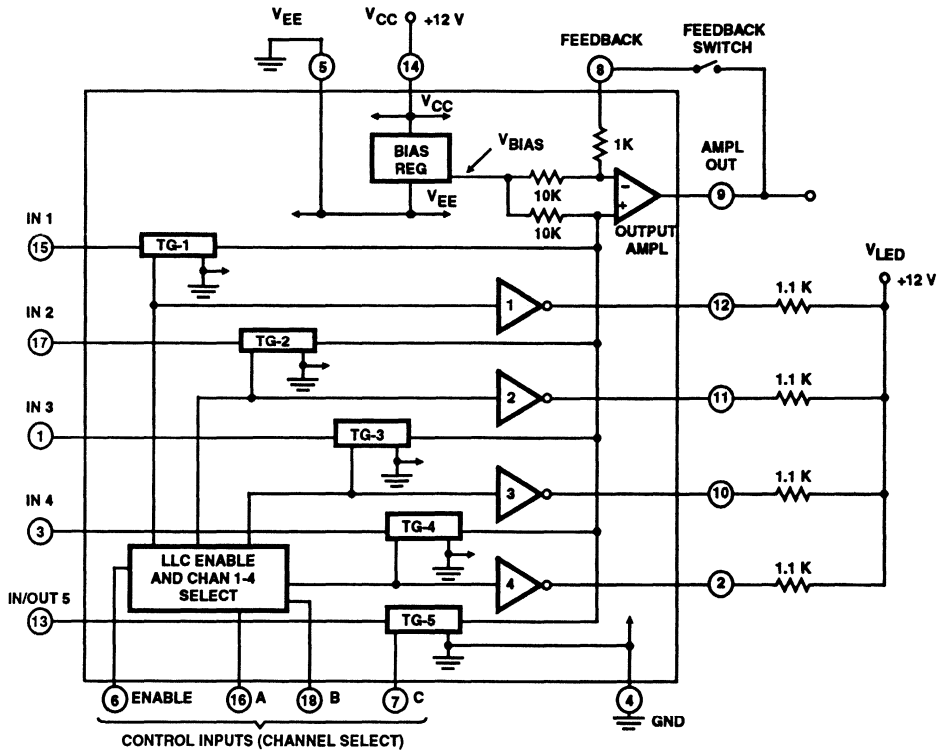 VEE
VCC +12 V
FEEDBACK
FEEDBACK
SWITCH
5
14
8
VCC
BIAS
REG
VBIAS
1K
AMPL
OUT
VEE
10K
10K
−
+
9
OUTPUT
AMPL
IN 1
15
TG-1
VLED
+12 V
1
12
1.1 K
IN 2
17
TG-2
2
11
1.1 K
IN 3
1
TG-3
3
10
1.1 K
IN 4
3
TG-4
LLC ENABLE
AND CHAN 1-4
SELECT
4
2
1.1 K
IN/OUT 5
13
TG-5
6 ENABLE
16 A
18 B
7 C
4
GND
CONTROL INPUTS (CHANNEL SELECT)